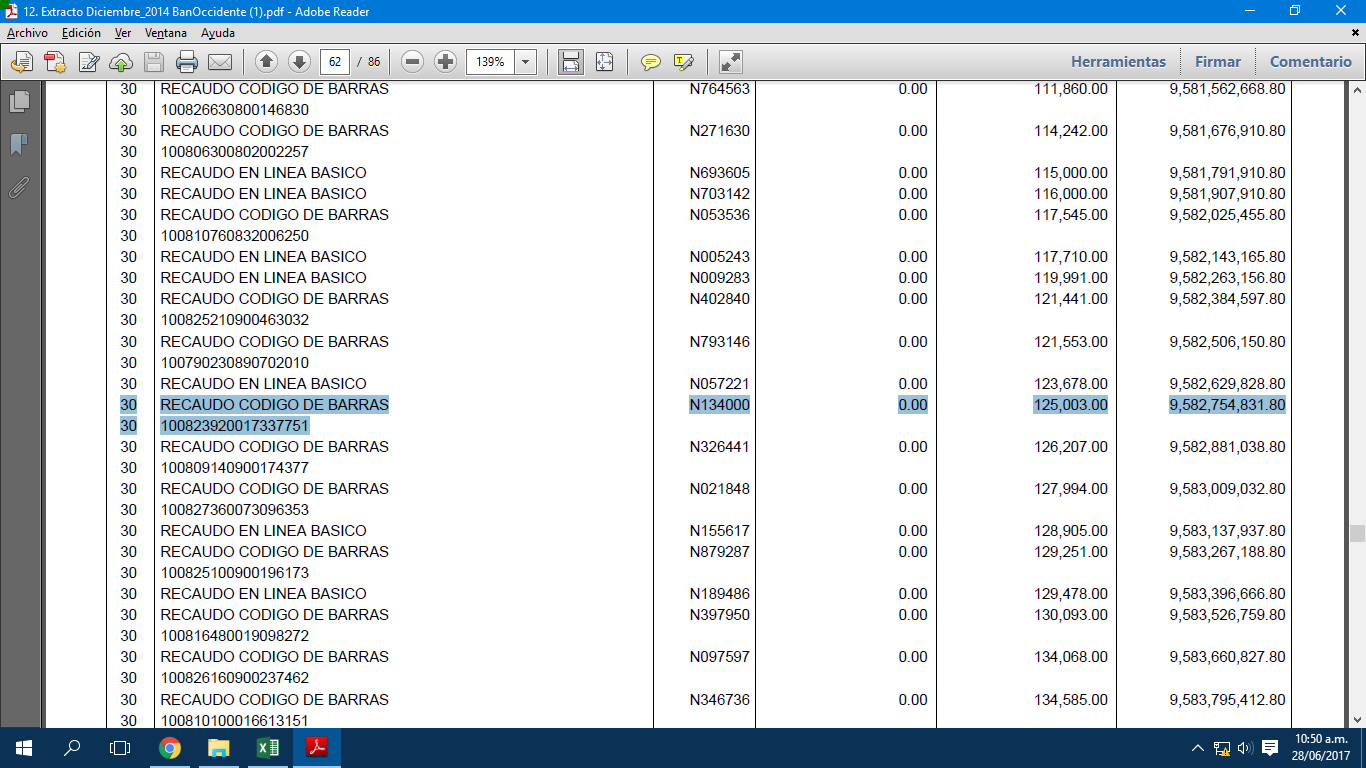 12. Extracto Diciembre_2014 BanOccidente (1).pdf - Adobe Reader
Archivo Edición Ver Ventana Ayuda
62 / 86 139% Herramientas Firmar Comentario
30 RECAUDO CODIGO DE BARRAS N764563 0.00 111,860.00 9,581,562,668.80
30 100826630800146830
30 RECAUDO CODIGO DE BARRAS N271630 0.00 114,242.00 9,581,676,910.80
30 100806300802002257
30 RECAUDO EN LINEA BASICO N693605 0.00 115,000.00 9,581,791,910.80
30 RECAUDO EN LINEA BASICO N703142 0.00 116,000.00 9,581,907,910.80
30 RECAUDO CODIGO DE BARRAS N053536 0.00 117,545.00 9,582,025,455.80
30 100810760832006250
30 RECAUDO EN LINEA BASICO N005243 0.00 117,710.00 9,582,143,165.80
30 RECAUDO EN LINEA BASICO N009283 0.00 119,991.00 9,582,263,156.80
30 RECAUDO CODIGO DE BARRAS N402840 0.00 121,441.00 9,582,384,597.80
30 100825210900463032
30 RECAUDO CODIGO DE BARRAS N793146 0.00 121,553.00 9,582,506,150.80
30 100790230890702010
30 RECAUDO EN LINEA BASICO N057221 0.00 123,678.00 9,582,629,828.80
30 RECAUDO CODIGO DE BARRAS N134000 0.00 125,003.00 9,582,754,831.80
30 100823920017337751
30 RECAUDO CODIGO DE BARRAS N326441 0.00 126,207.00 9,582,881,038.80
30 100809140900174377
30 RECAUDO CODIGO DE BARRAS N021848 0.00 127,994.00 9,583,009,032.80
30 100827360073096353
30 RECAUDO EN LINEA BASICO N155617 0.00 128,905.00 9,583,137,937.80
30 RECAUDO CODIGO DE BARRAS N879287 0.00 129,251.00 9,583,267,188.80
30 100825100900196173
30 RECAUDO EN LINEA BASICO N189486 0.00 129,478.00 9,583,396,666.80
30 RECAUDO CODIGO DE BARRAS N397950 0.00 130,093.00 9,583,526,759.80
30 100816480019098272
30 RECAUDO CODIGO DE BARRAS N097597 0.00 134,068.00 9,583,660,827.80
30 100826160900237462
30 RECAUDO CODIGO DE BARRAS N346736 0.00 134,585.00 9,583,795,412.80
30 100810100016613151
10:50 a.m.
28/06/2017